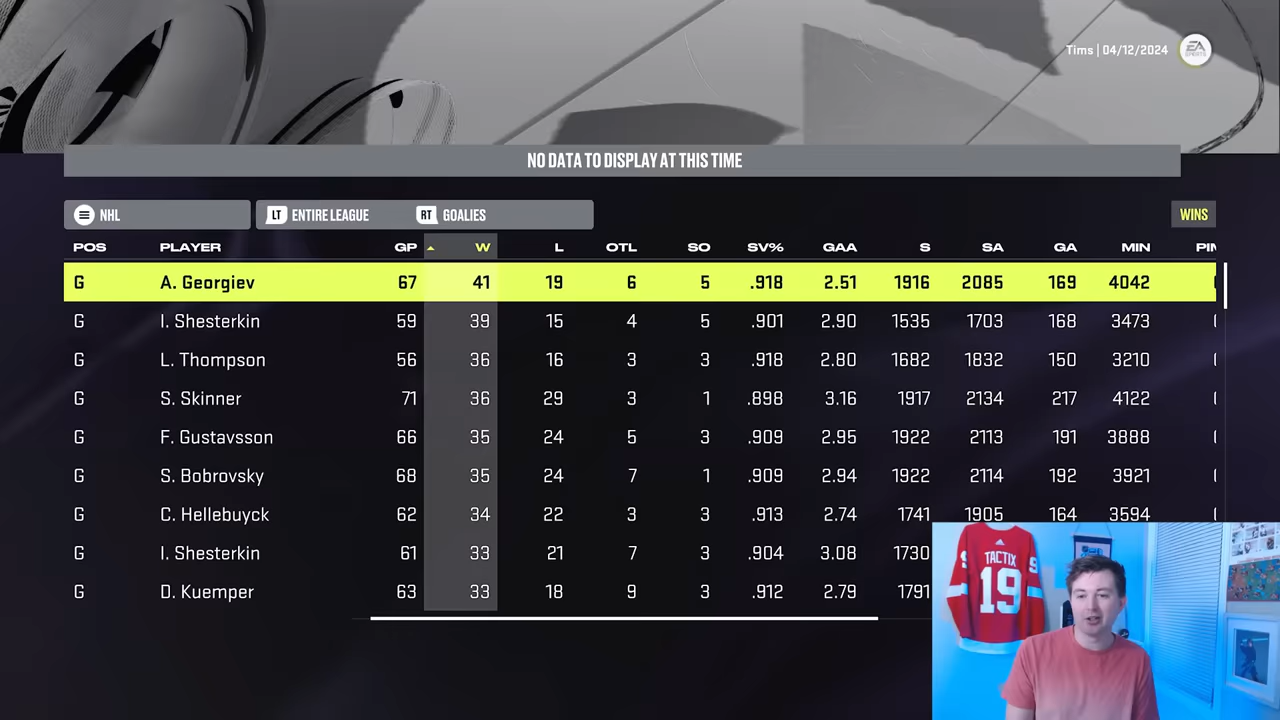 Tims | 04/12/2024
EA
SPORTS
NO DATA TO DISPLAY AT THIS TIME
NHL LT ENTIRE LEAGUE RT GOALIES WINS
POS PLAYER GP W L OTL SO SV% GAA S SA GA MIN PIM
G A. Georgiev 67 41 19 6 5 .918 2.51 1916 2085 169 4042
G I. Shesterkin 59 39 15 4 5 .901 2.90 1535 1703 168 3473
G L. Thompson 56 36 16 3 3 .918 2.80 1682 1832 150 3210
G S. Skinner 71 36 29 3 1 .898 3.16 1917 2134 217 4122
G F. Gustavsson 66 35 24 5 3 .909 2.95 1922 2113 191 3888
G S. Bobrovsky 68 35 24 7 1 .909 2.94 1922 2114 192 3921
G C. Hellebuyck 62 34 22 3 3 .913 2.74 1741 1905 164 3594
G I. Shesterkin 61 33 21 7 3 .904 3.08 1730
G D. Kuemper 63 33 18 9 3 .912 2.79 1791
TACTIX
19